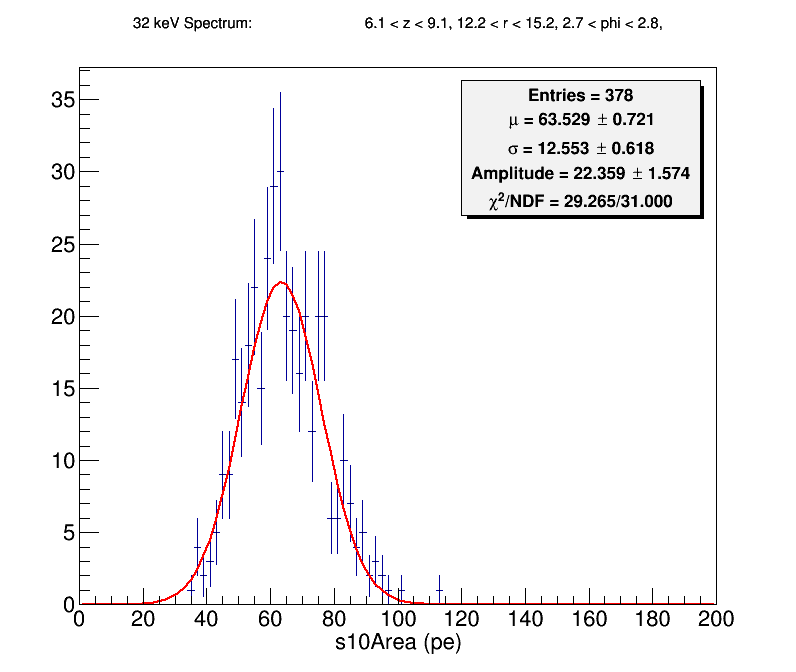 32 keV Spectrum: 6.1 < z < 9.1, 12.2 < r < 15.2, 2.7 < phi < 2.8,
Entries = 378
μ = 63.529 ± 0.721
σ = 12.553 ± 0.618
Amplitude = 22.359 ± 1.574
χ²/NDF = 29.265/31.000
35
30
25
20
15
10
5
0
0 20 40 60 80 100 120 140 160 180 200
s10Area (pe)